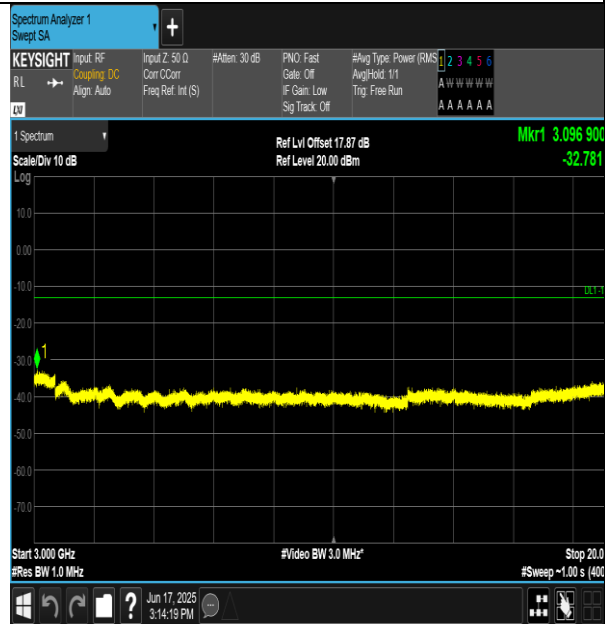 Spectrum Analyzer 1
Swept SA
+
KEYSIGHT Input: RF Input Z: 50 Ω #Atten: 30 dB PNO: Fast #Avg Type: Power (RMS 1 2 3 4 5 6
RL Coupling: DC Corr CCorr Gate: Off Avg|Hold: 1/1 A W W W W W
Align: Auto Freq Ref: Int (S) IF Gain: Low Trig: Free Run
LXI Sig Track: Off A A A A A A
1 Spectrum Ref Lvl Offset 17.87 dB Mkr1 3.096 900
Scale/Div 10 dB Ref Level 20.00 dBm -32.781
Log
10.0
0.00
-10.0
DL1 -1
-20.0
1
-30.0
-40.0
-50.0
-60.0
-70.0
Start 3.000 GHz #Video BW 3.0 MHz* Stop 20.0
#Res BW 1.0 MHz #Sweep ~1.00 s (400
? Jun 17, 2025
3:14:19 PM